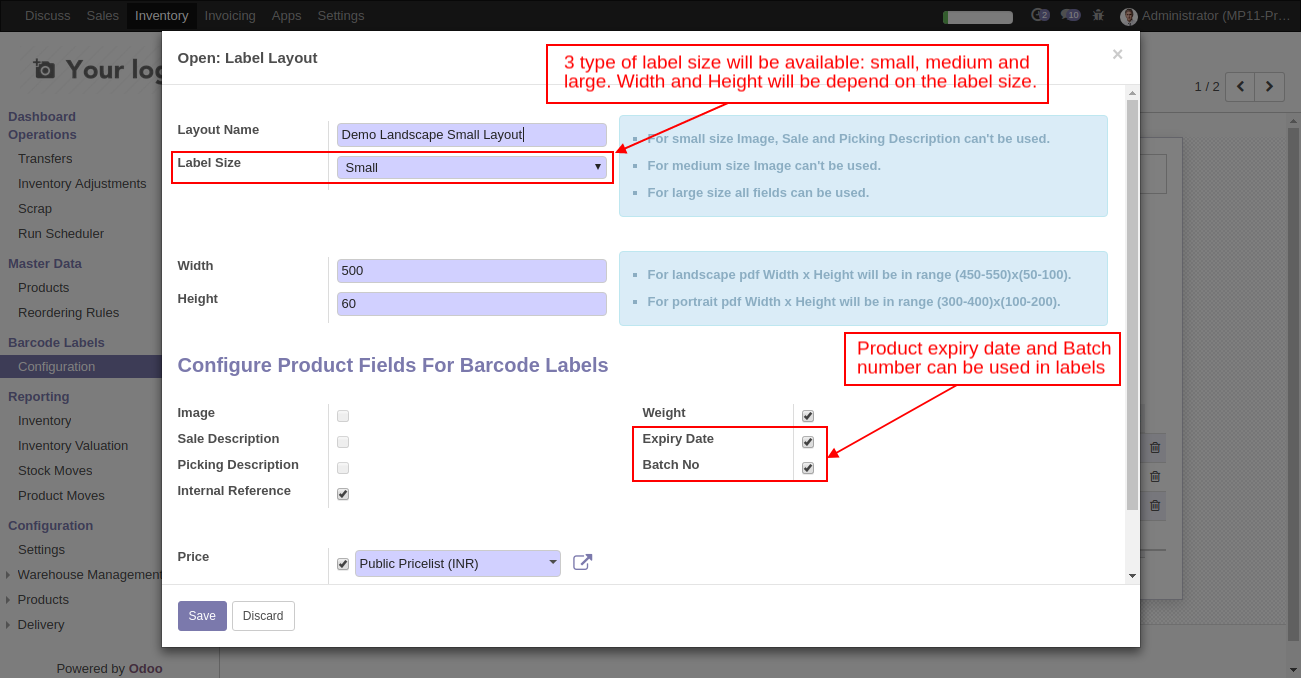 Discuss Sales Inventory Invoicing Apps Settings
2 10 Administrator (MP11-Pr…
Your log
Open: Label Layout
×
3 type of label size will be available: small, medium and
large. Width and Height will be depend on the label size.
1 / 2
Dashboard
Operations
Transfers
Inventory Adjustments
Scrap
Run Scheduler
Master Data
Products
Reordering Rules
Barcode Labels
Configuration
Reporting
Inventory
Inventory Valuation
Stock Moves
Product Moves
Configuration
Settings
Warehouse Management
Products
Delivery
Powered by Odoo
Layout Name
Demo Landscape Small Layout
Label Size
Small
For small size Image, Sale and Picking Description can't be used.
For medium size Image can't be used.
For large size all fields can be used.
Width
500
Height
60
For landscape pdf Width x Height will be in range (450-550)x(50-100).
For portrait pdf Width x Height will be in range (300-400)x(100-200).
Product expiry date and Batch
number can be used in labels
Configure Product Fields For Barcode Labels
Image
Sale Description
Picking Description
Internal Reference
Weight
Expiry Date
Batch No
Price
Public Pricelist (INR)
Save Discard